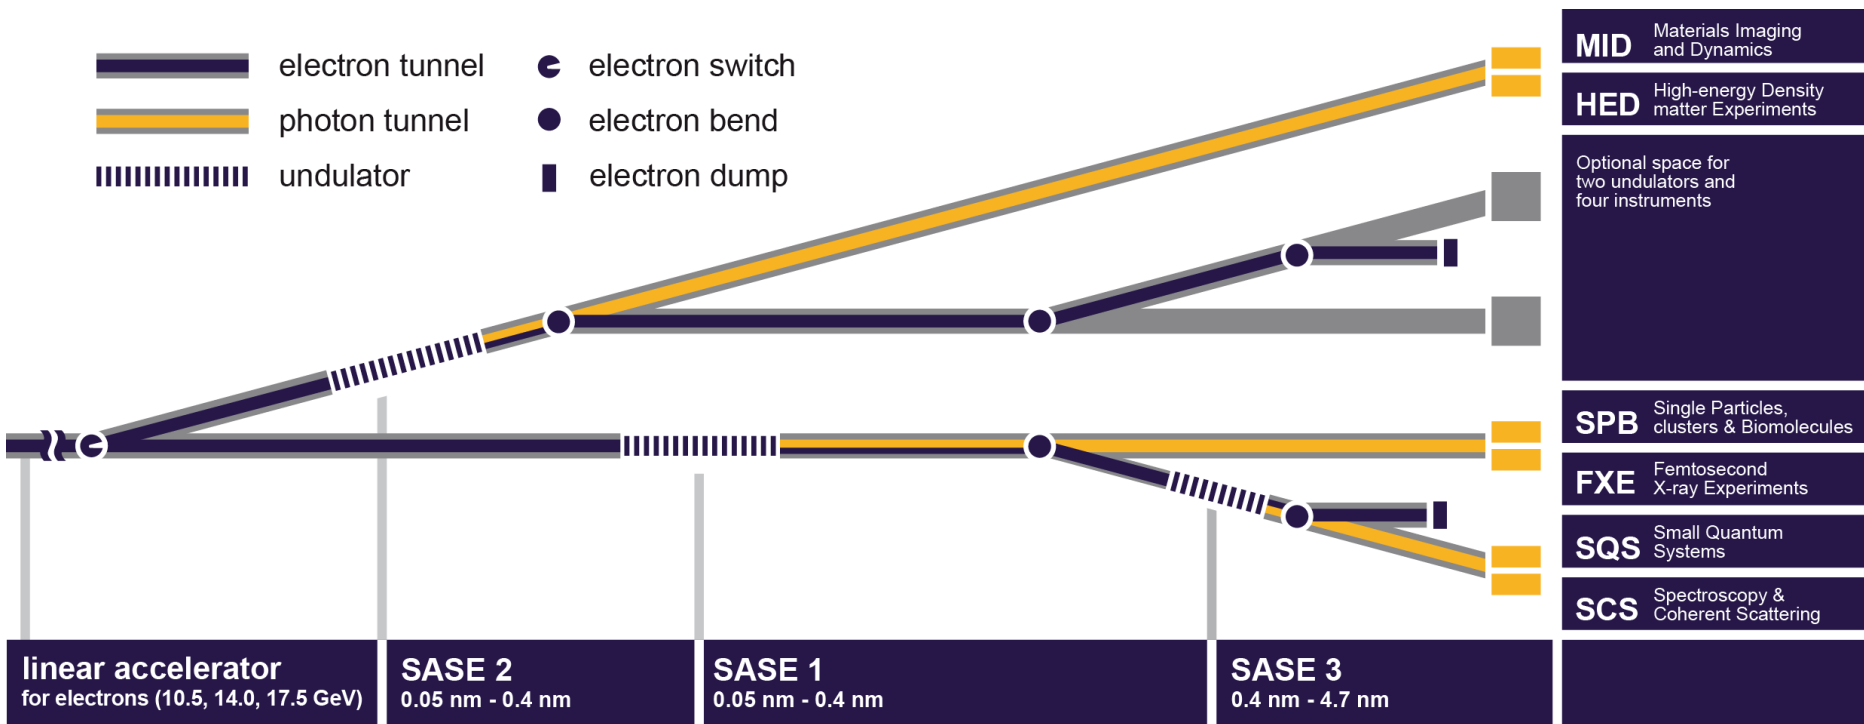 electron tunnel
electron switch
photon tunnel
electron bend
undulator
electron dump
MID
Materials Imaging
and Dynamics
HED
High-energy Density
matter Experiments
Optional space for
two undulators and
four instruments
SPB
Single Particles,
clusters & Biomolecules
FXE
Femtosecond
X-ray Experiments
SQS
Small Quantum
Systems
SCS
Spectroscopy &
Coherent Scattering
linear accelerator
for electrons (10.5, 14.0, 17.5 GeV)
SASE 2
0.05 nm - 0.4 nm
SASE 1
0.05 nm - 0.4 nm
SASE 3
0.4 nm - 4.7 nm